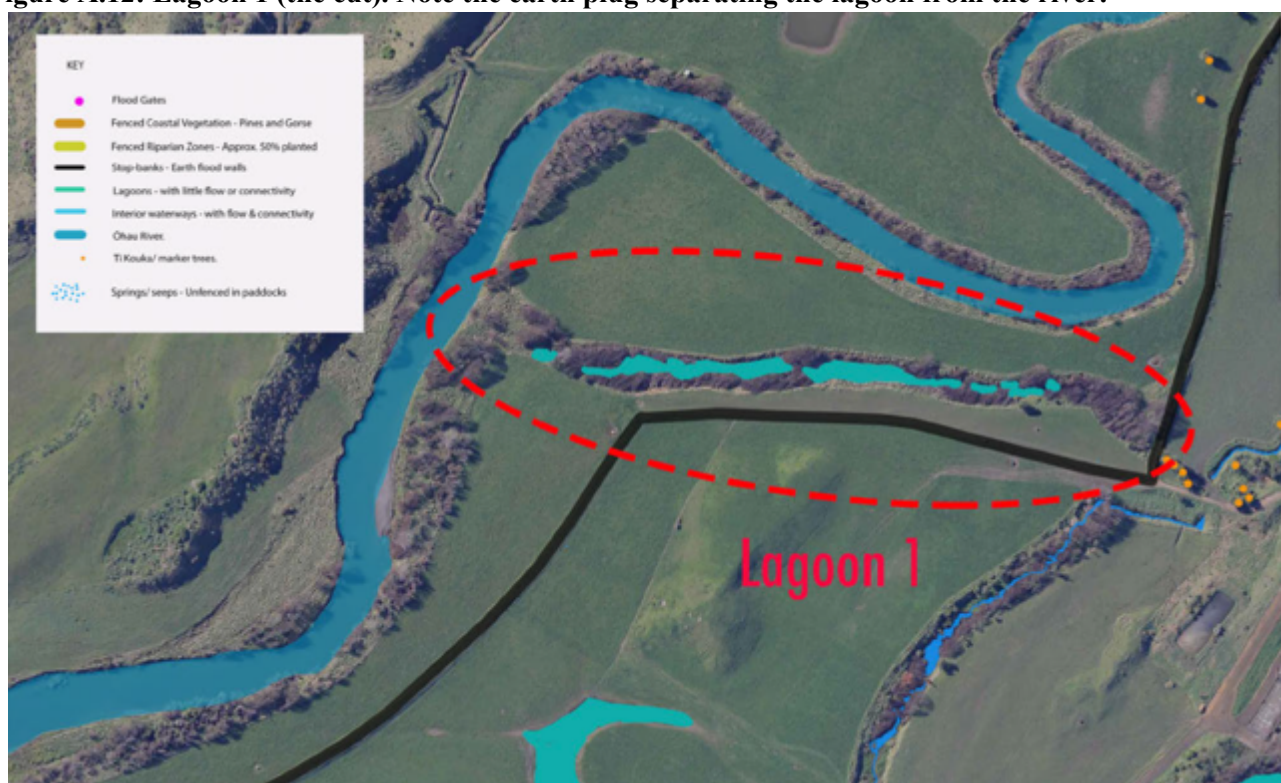 igure A.12: Lagoon 1 (the cut). Note the earth plug separating the lagoon from the river.
KEY
Flood Gates
Fenced Coastal Vegetation - Pines and Gorse
Fenced Riparian Zones - Approx. 50% planted
Stop-banks - Earth flood walls
Lagoons - with little flow or connectivity
Interior waterways - with flow & connectivity
Ohau River.
Ti Kouka/ marker trees.
Springs/ seeps - Unfenced in paddocks
Lagoon 1